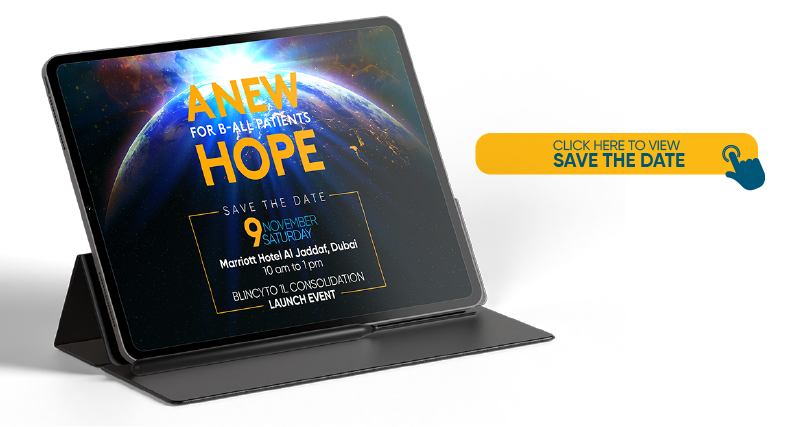 ANEW
FOR B-ALL PATIENTS
HOPE
SAVE THE DATE
9 NOVEMBER
SATURDAY
Marriott Hotel Al Jaddaf, Dubai
10 am to 1 pm
BLINCYTO 1L CONSOLIDATION
LAUNCH EVENT
CLICK HERE TO VIEW
SAVE THE DATE